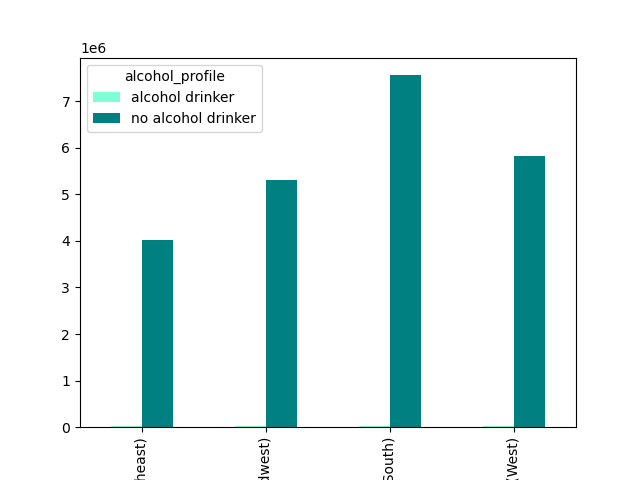 1e6
alcohol_profile
alcohol drinker
no alcohol drinker
7
6
5
4
3
2
1
0
heast)
dwest)
South)
(West)